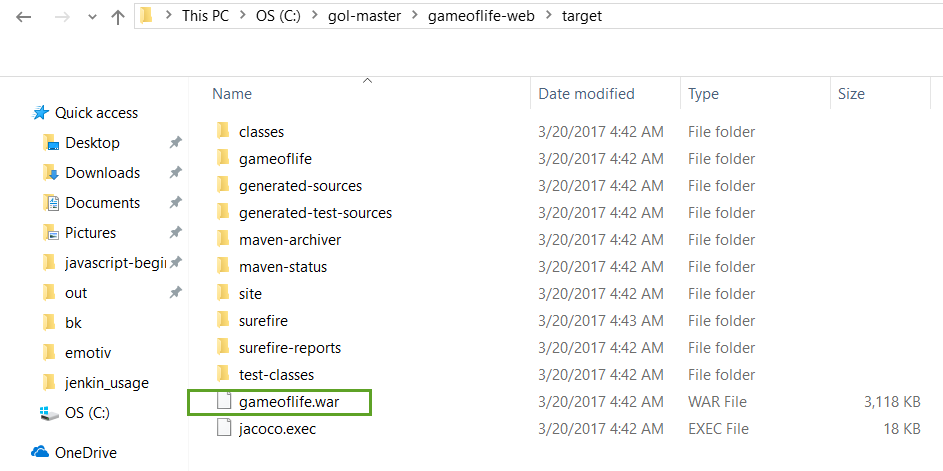 This PC > OS (C:) > gol-master > gameoflife-web > target
Name Date modified Type Size
Quick access
Desktop
Downloads
Documents
Pictures
javascript-begin
out
bk
emotiv
jenkin_usage
OS (C:)
OneDrive
classes 3/20/2017 4:42 AM File folder
gameoflife 3/20/2017 4:42 AM File folder
generated-sources 3/20/2017 4:42 AM File folder
generated-test-sources 3/20/2017 4:42 AM File folder
maven-archiver 3/20/2017 4:42 AM File folder
maven-status 3/20/2017 4:42 AM File folder
site 3/20/2017 4:42 AM File folder
surefire 3/20/2017 4:43 AM File folder
surefire-reports 3/20/2017 4:42 AM File folder
test-classes 3/20/2017 4:42 AM File folder
gameoflife.war 3/20/2017 4:42 AM WAR File 3,118 KB
jacoco.exec 3/20/2017 4:42 AM EXEC File 18 KB